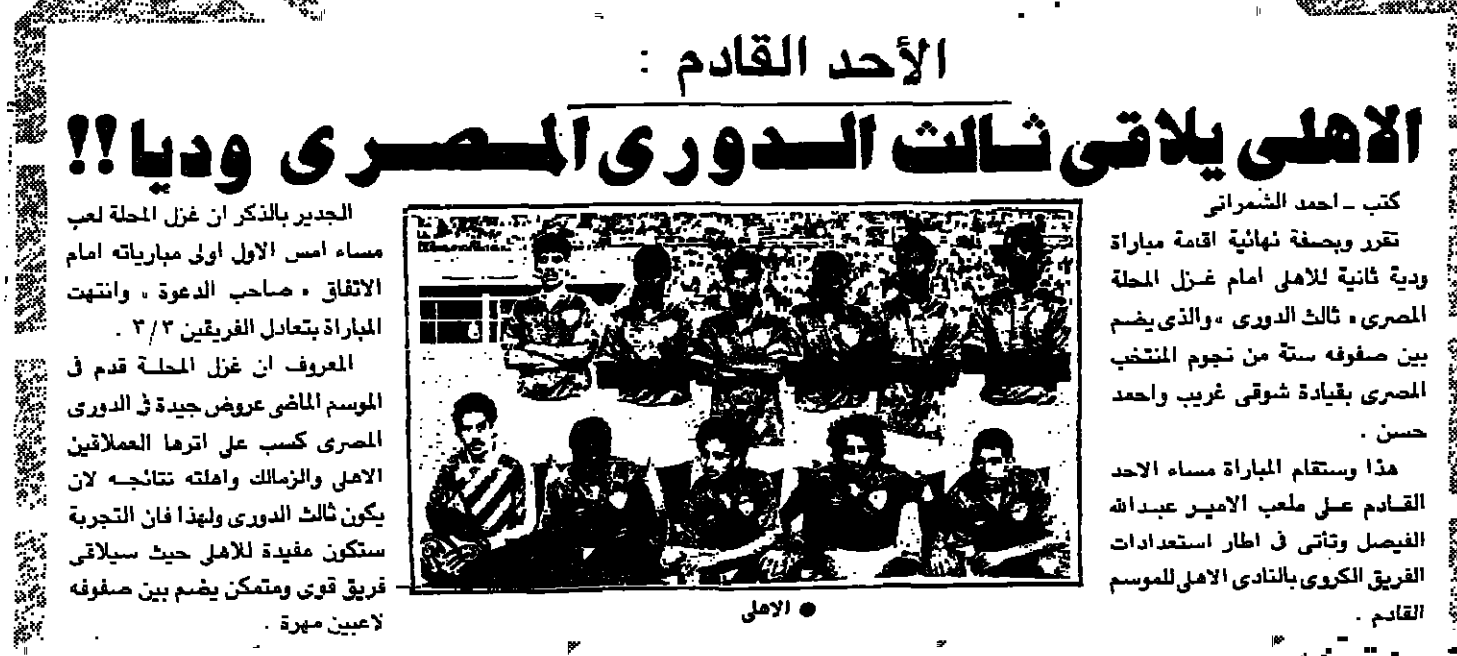 الأحد القادم :
الاهلى يلاقى ثالث الدورى المصرى وديا !!
كتب ـ احمد الشمرانى
تقرر وبصفة نهائية اقامة مباراة
ودية ثانية للاهلى امام غزل المحلة
المصرى « ثالث الدورى » والذى يضم
بين صفوفه ستة من نجوم المنتخب
المصرى بقيادة شوقى غريب واحمد
حسن .
هذا وستقام المباراة مساء الاحد
القادم على ملعب الامير عبدالله
الفيصل وتأتى فى اطار استعدادات
الفريق الكروى بالنادى الاهلى للموسم
القادم .
الجدير بالذكر ان غزل المحلة لعب
مساء امس الاول اولى مبارياته امام
الاتفاق « صاحب الدعوة » وانتهت
المباراة بتعادل الفريقين ٣/٣ .
المعروف ان غزل المحلة قدم فى
الموسم الماضى عروض جيدة فى الدورى
المصرى كسب على اثرها العملاقين
الاهلى والزمالك واهلته نتائجه لان
يكون ثالث الدورى ولهذا فان التجربة
ستكون مفيدة للاهلى حيث سيلاقى
فريق قوى ومتمكن يضم بين صفوفه
لاعبين مهرة .
● الاهلى